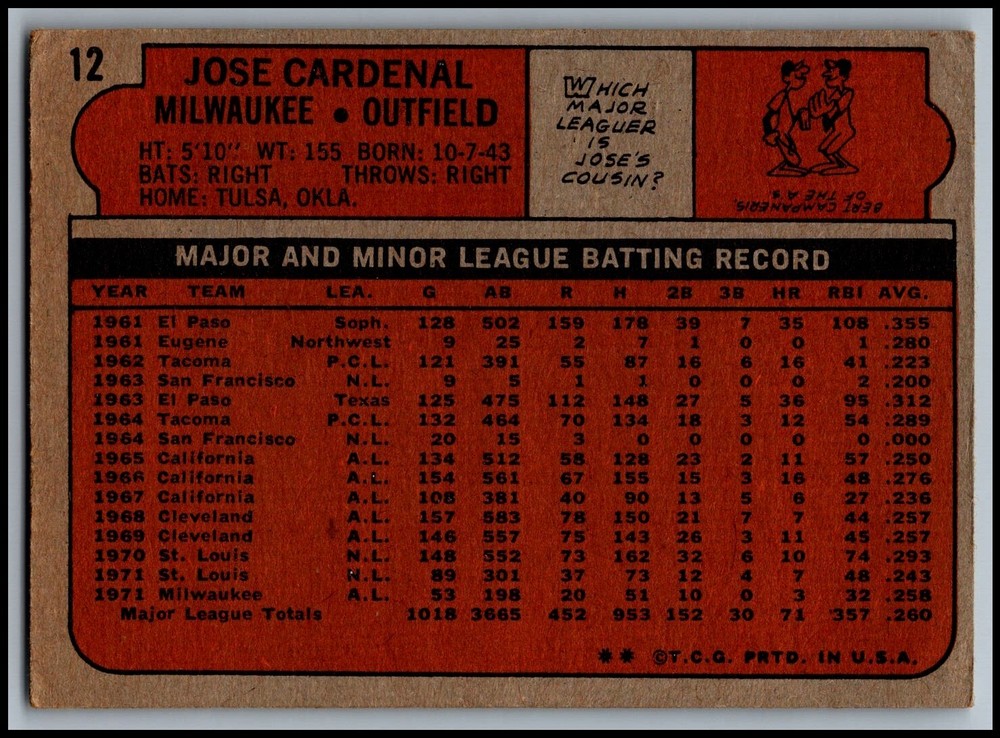 12
JOSE CARDENAL
MILWAUKEE • OUTFIELD
HT: 5'10" WT: 155 BORN: 10-7-43
BATS: RIGHT THROWS: RIGHT
HOME: TULSA, OKLA.
WHICH
MAJOR
LEAGUER
IS
JOSE'S
COUSIN?
BERT CAMPANERIS
OF THE A'S.
MAJOR AND MINOR LEAGUE BATTING RECORD
YEAR TEAM LEA. G AB R H 2B 3B HR RBI AVG.
1961 El Paso Soph. 128 502 159 178 39 7 35 108 .355
1961 Eugene Northwest 9 25 2 7 1 0 0 1 .280
1962 Tacoma P.C.L. 121 391 55 87 16 6 16 41 .223
1963 San Francisco N.L. 9 5 1 1 0 0 0 2 .200
1963 El Paso Texas 125 475 112 148 27 5 36 95 .312
1964 Tacoma P.C.L. 132 464 70 134 18 3 12 54 .289
1964 San Francisco N.L. 20 15 3 0 0 0 0 0 .000
1965 California A.L. 134 512 58 128 23 2 11 57 .250
1966 California A.L. 154 561 67 155 15 3 16 48 .276
1967 California A.L. 108 381 40 90 13 5 6 27 .236
1968 Cleveland A.L. 157 583 78 150 21 7 7 44 .257
1969 Cleveland A.L. 146 557 75 143 26 3 11 45 .257
1970 St. Louis N.L. 148 552 73 162 32 6 10 74 .293
1971 St. Louis N.L. 89 301 37 73 12 4 7 48 .243
1971 Milwaukee A.L. 53 198 20 51 10 0 3 32 .258
Major League Totals 1018 3665 452 953 152 30 71 357 .260
** ©T.C.G. PRTD. IN U.S.A.